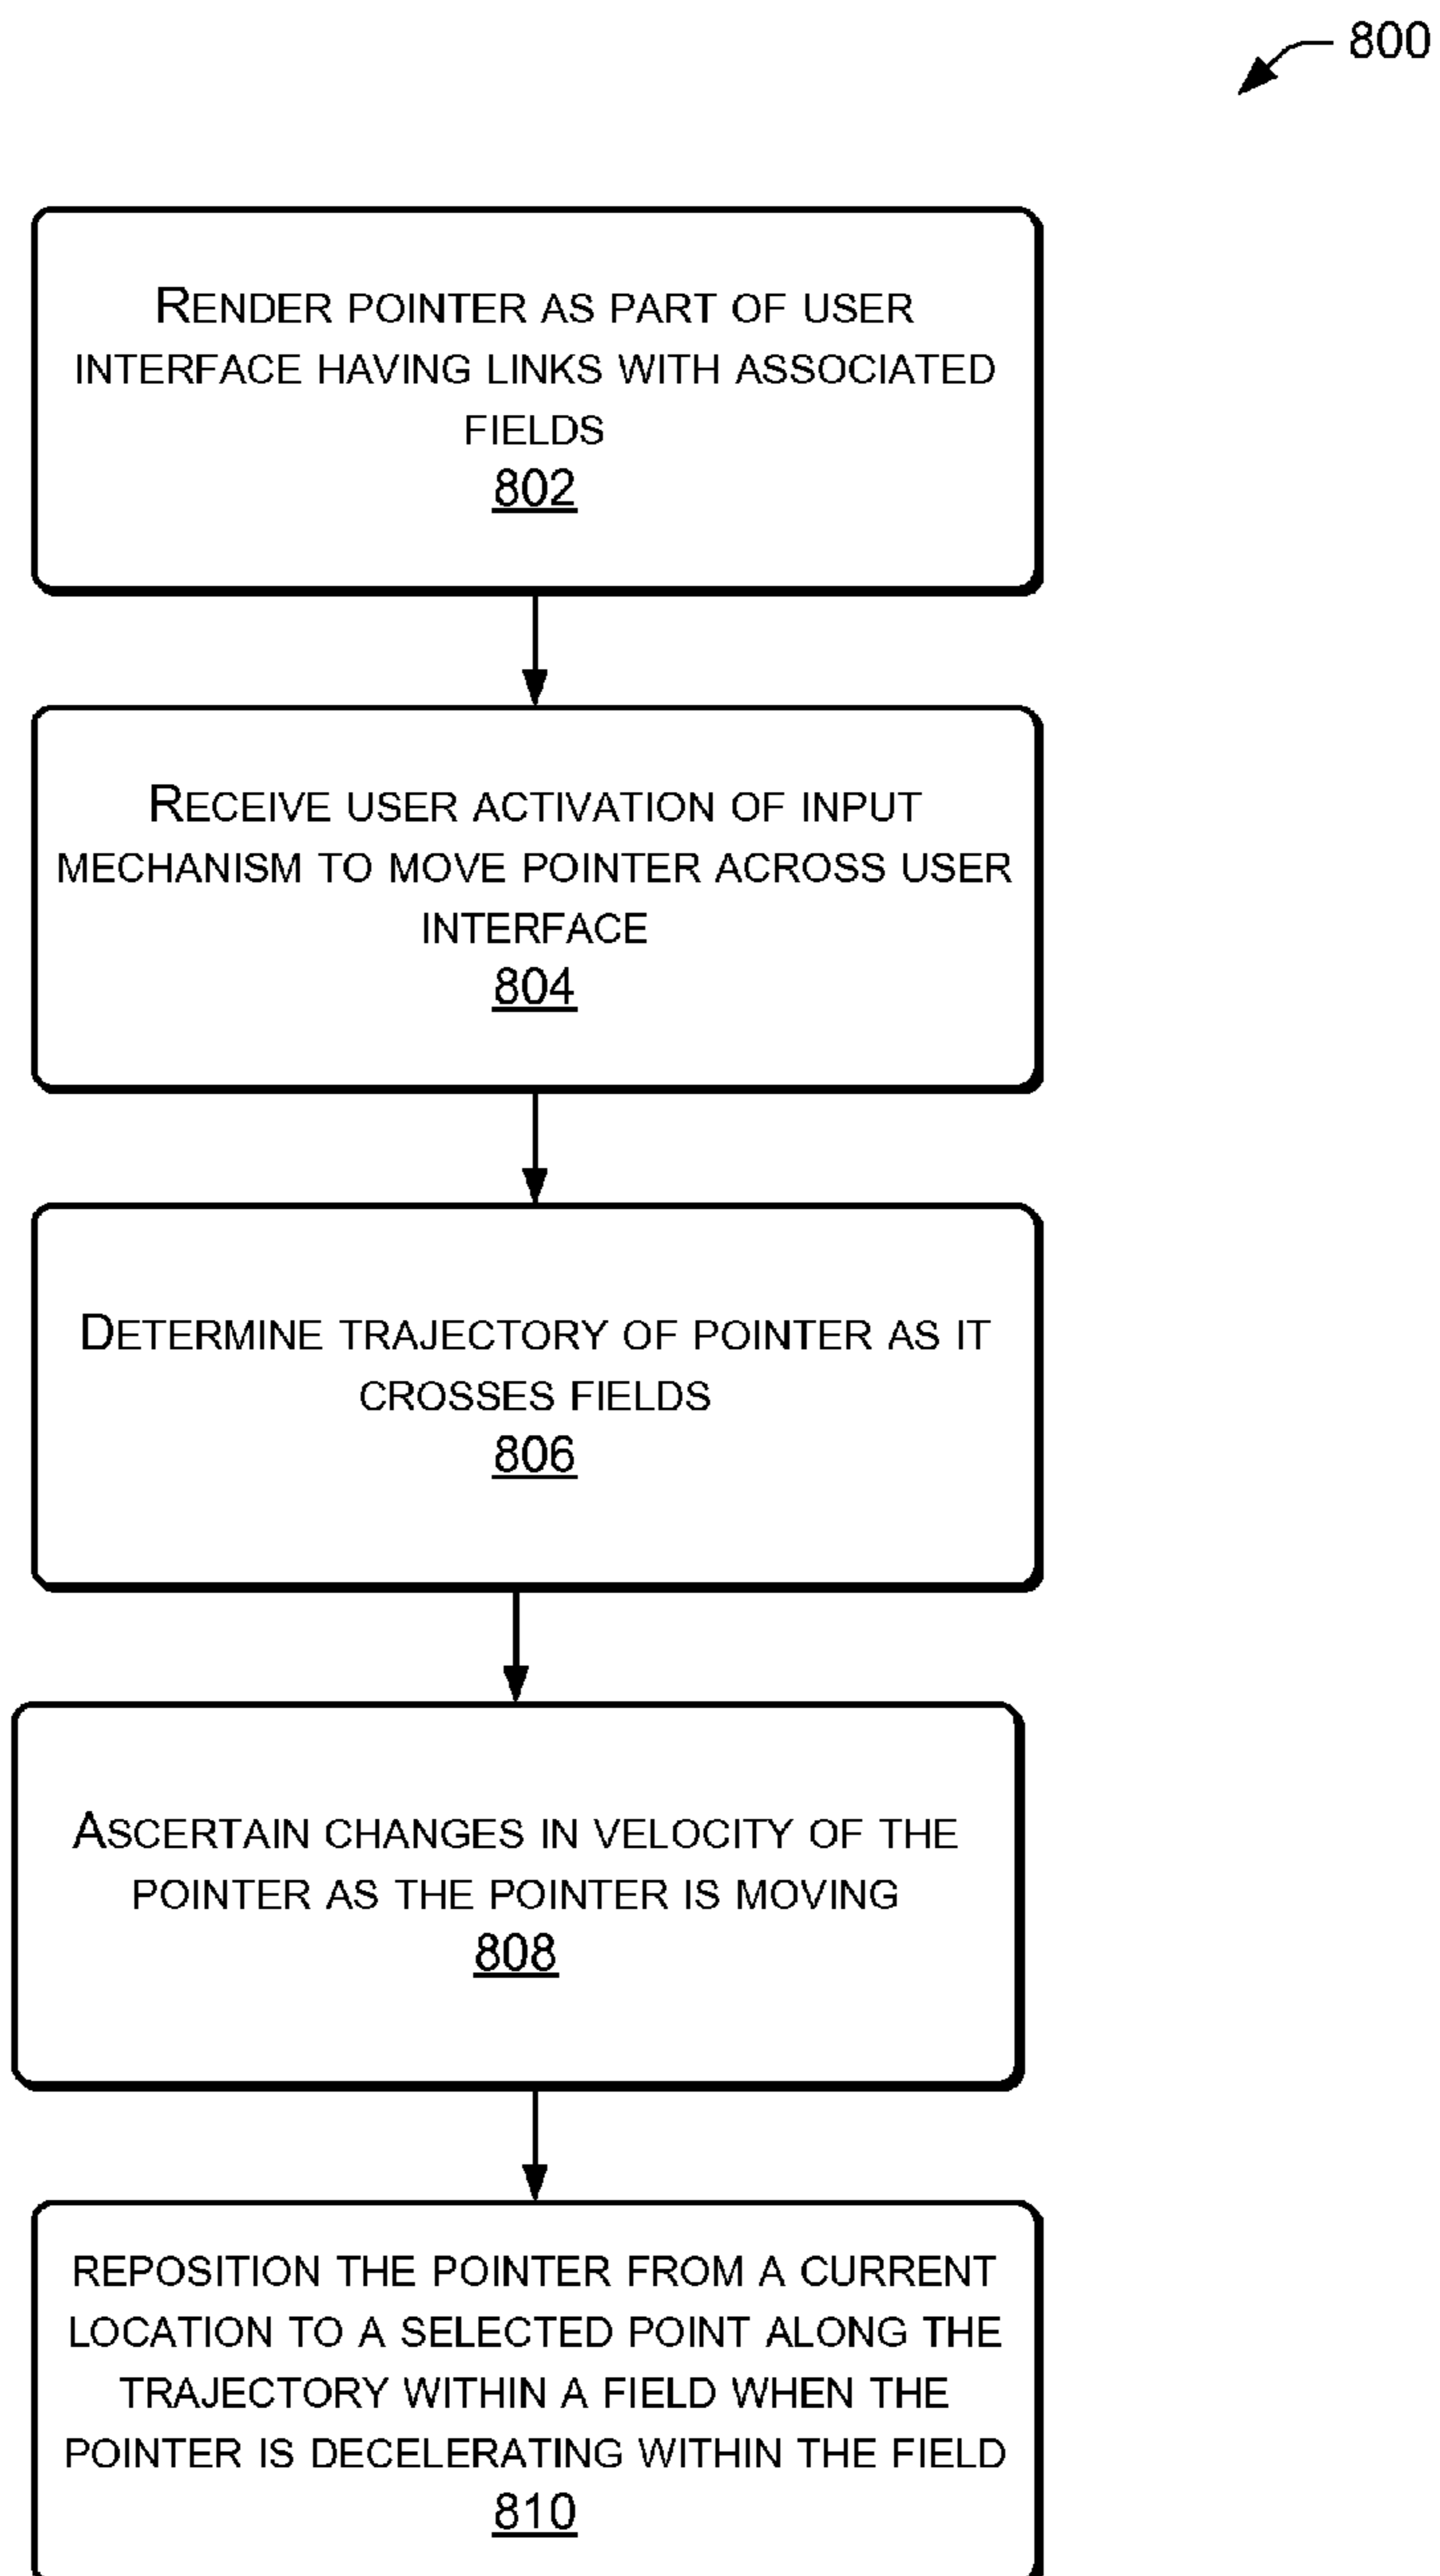 800
RENDER POINTER AS PART OF USER
INTERFACE HAVING LINKS WITH ASSOCIATED
FIELDS
802
RECEIVE USER ACTIVATION OF INPUT
MECHANISM TO MOVE POINTER ACROSS USER
INTERFACE
804
DETERMINE TRAJECTORY OF POINTER AS IT
CROSSES FIELDS
806
ASCERTAIN CHANGES IN VELOCITY OF THE
POINTER AS THE POINTER IS MOVING
808
REPOSITION THE POINTER FROM A CURRENT
LOCATION TO A SELECTED POINT ALONG THE
TRAJECTORY WITHIN A FIELD WHEN THE
POINTER IS DECELERATING WITHIN THE FIELD
810